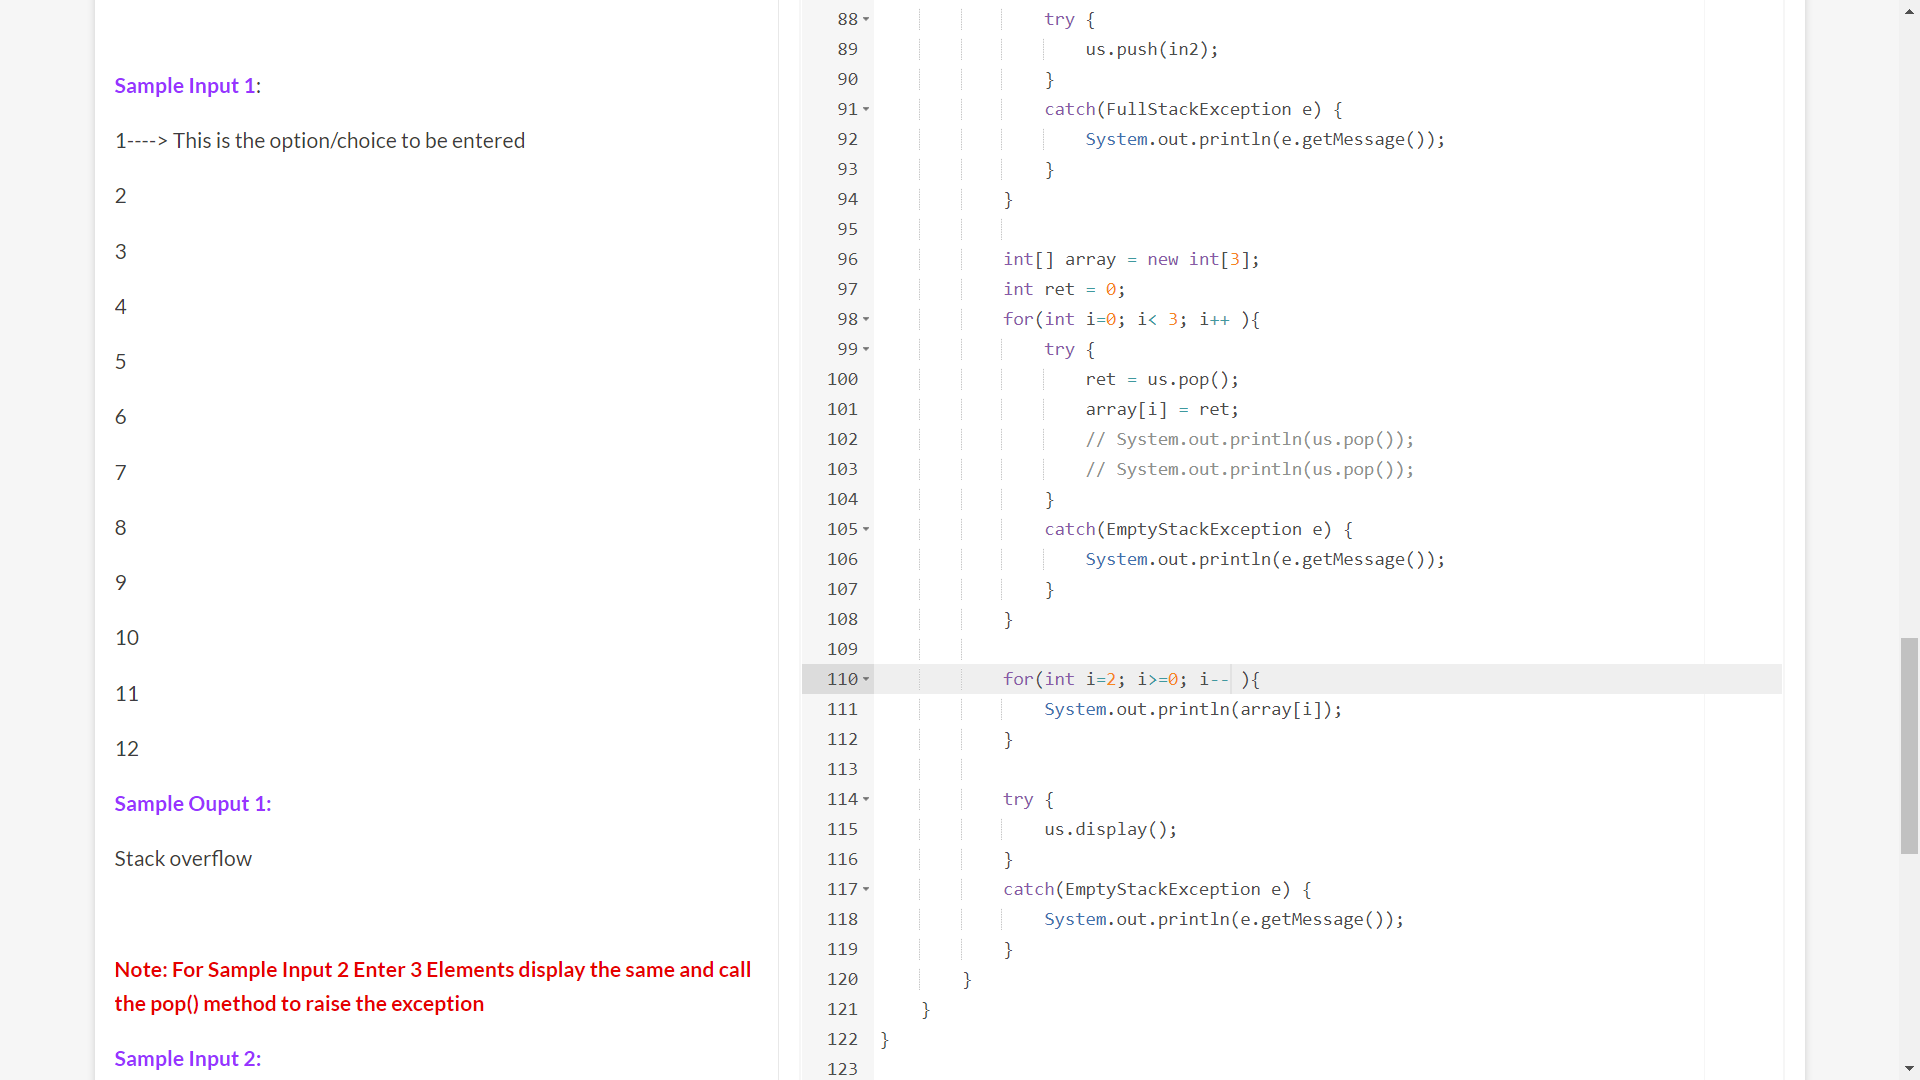 Sample Input 1:
1----> This is the option/choice to be entered
2
3
4
5
6
7
8
9
10
11
12
Sample Ouput 1:
Stack overflow
Note: For Sample Input 2 Enter 3 Elements display the same and call
the pop() method to raise the exception
Sample Input 2:
88 try {
89 us.push(in2);
90 }
91 catch(FullStackException e) {
92 System.out.println(e.getMessage());
93 }
94 }
95
96 int[] array = new int[3];
97 int ret = 0;
98 for(int i=0; i< 3; i++ ){
99 try {
100 ret = us.pop();
101 array[i] = ret;
102 // System.out.println(us.pop());
103 // System.out.println(us.pop());
104 }
105 catch(EmptyStackException e) {
106 System.out.println(e.getMessage());
107 }
108 }
109
110 for(int i=2; i>=0; i-- ){
111 System.out.println(array[i]);
112 }
113
114 try {
115 us.display();
116 }
117 catch(EmptyStackException e) {
118 System.out.println(e.getMessage());
119 }
120 }
121 }
122 }
123